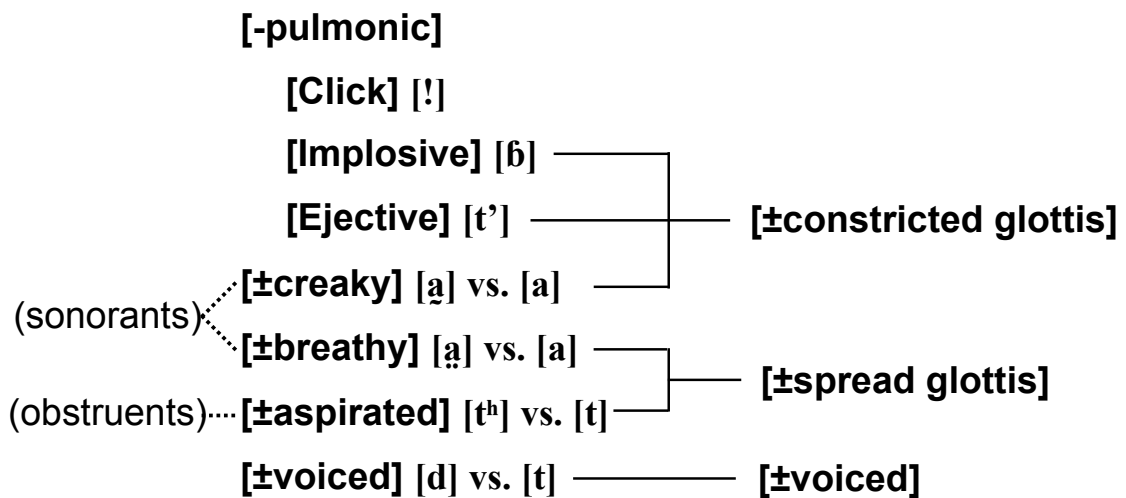 [-pulmonic]
[Click] [!]
[Implosive] [ɓ]
[Ejective] [t’]
[±constricted glottis]
[±creaky] [a̰] vs. [a]
(sonorants)
[±breathy] [a̤] vs. [a]
[±spread glottis]
(obstruents) [±aspirated] [tʰ] vs. [t]
[±voiced] [d] vs. [t] [±voiced]